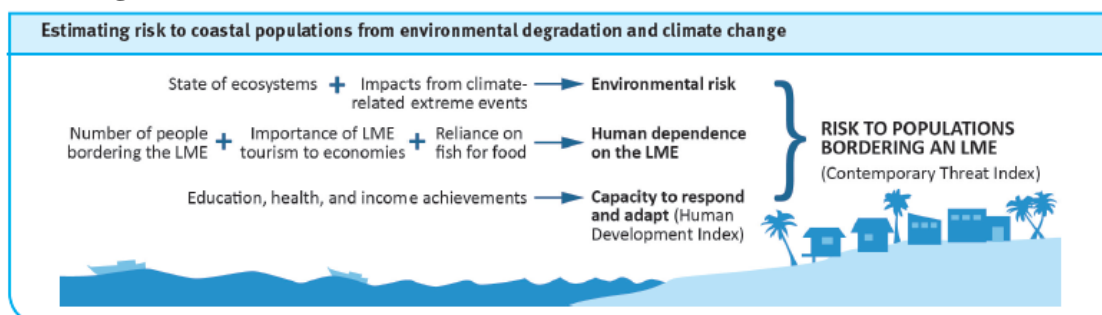 Estimating risk to coastal populations from environmental degradation and climate change
State of ecosystems + Impacts from climate-
related extreme events
Environmental risk
Number of people
bordering the LME
+ Importance of LME
tourism to economies
+ Reliance on
fish for food
Human dependence
on the LME
Education, health, and income achievements
Capacity to respond
and adapt (Human
Development Index)
RISK TO POPULATIONS
BORDERING AN LME
(Contemporary Threat Index)